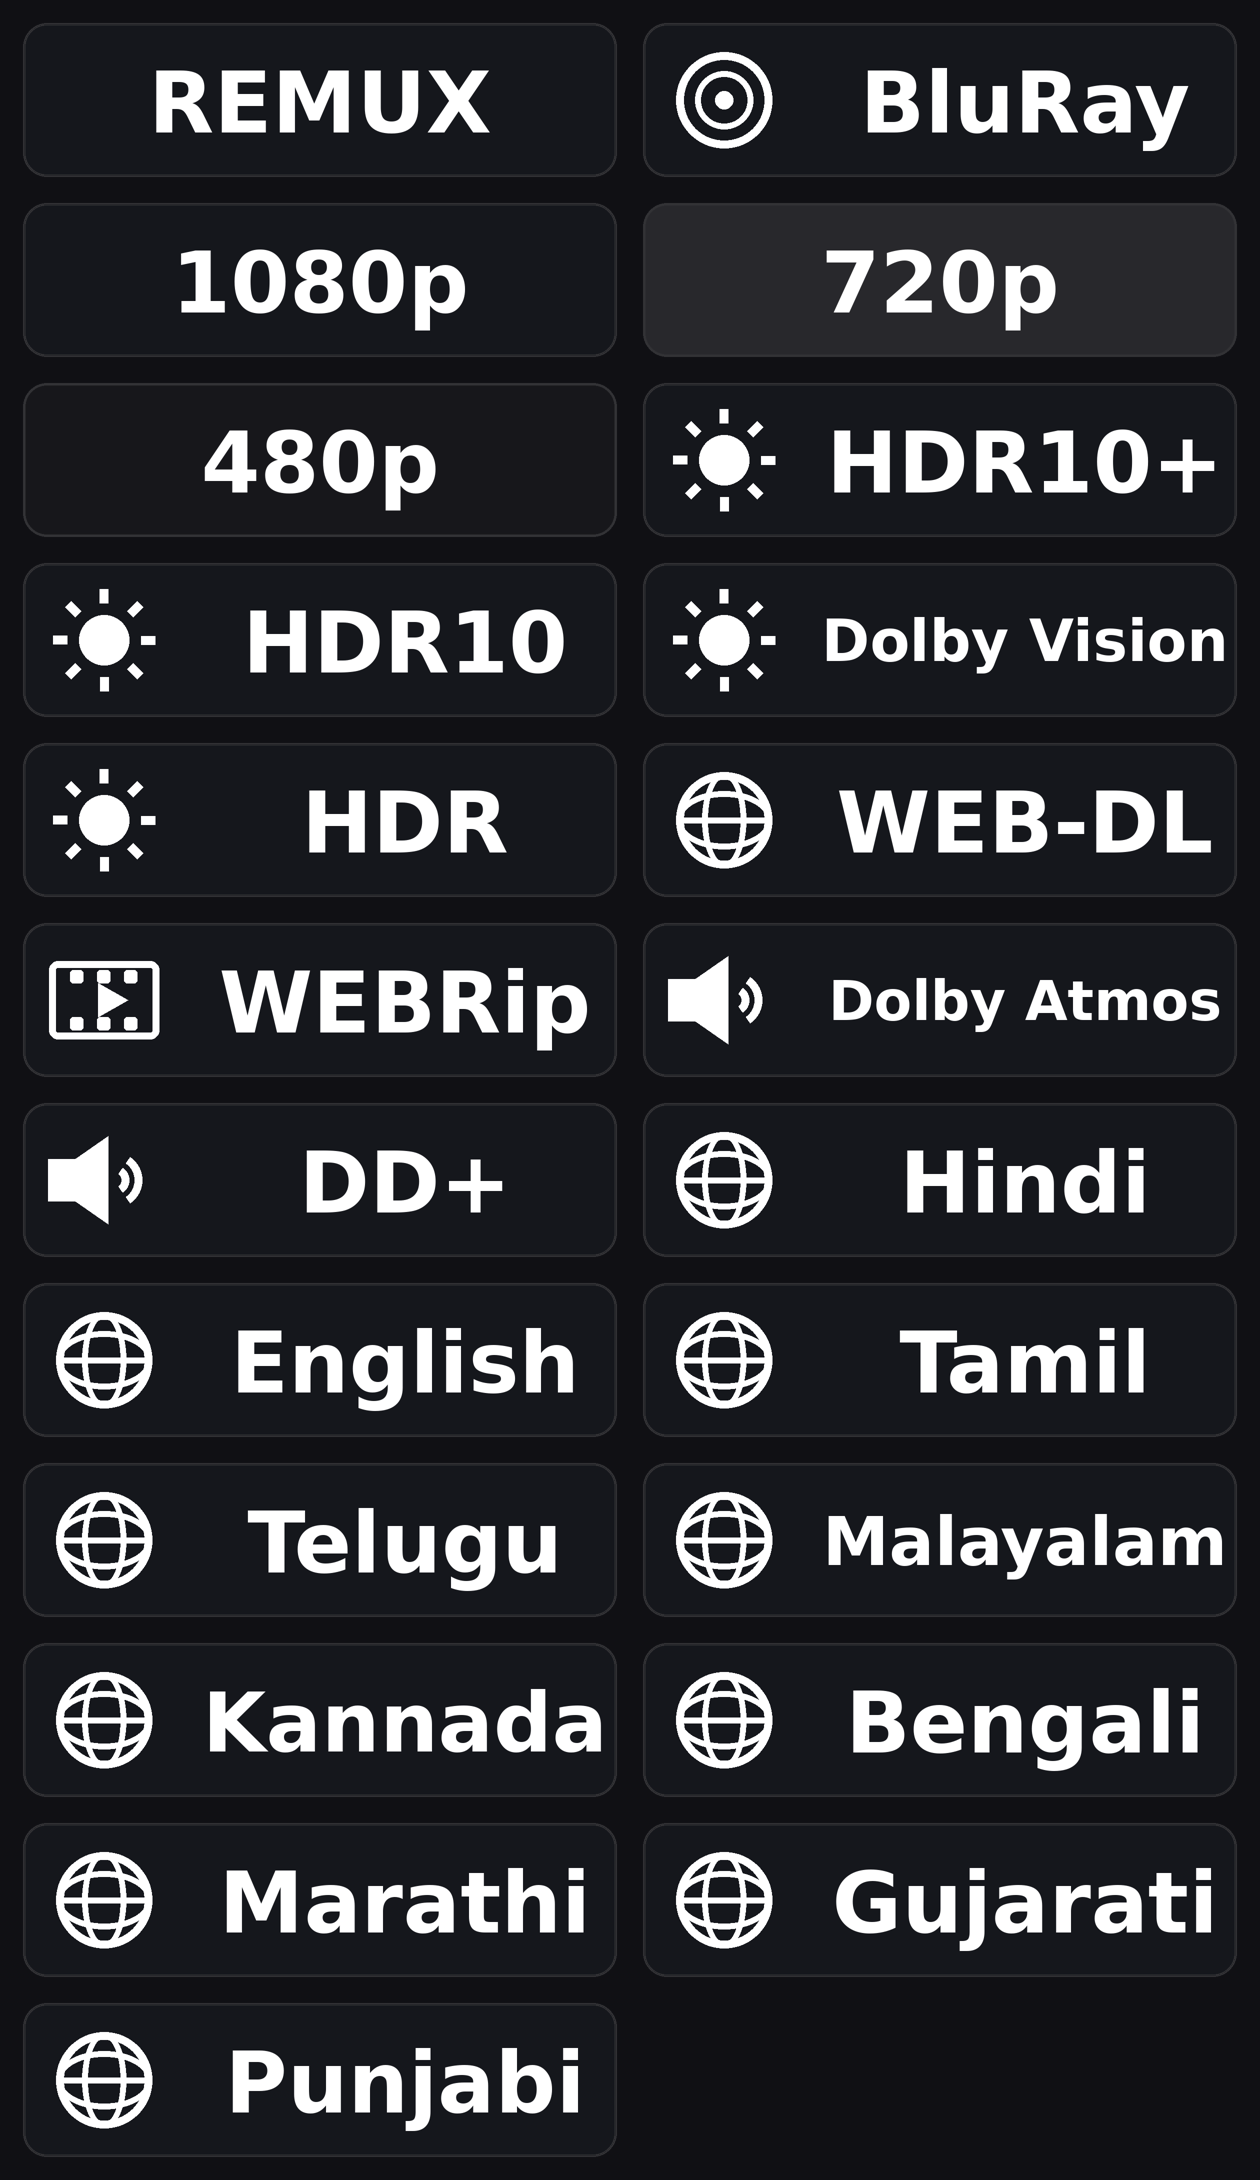 REMUX
BluRay
1080p
720p
480p
HDR10+
HDR10
Dolby Vision
HDR
WEB-DL
WEBRip
Dolby Atmos
DD+
Hindi
English
Tamil
Telugu
Malayalam
Kannada
Bengali
Marathi
Gujarati
Punjabi